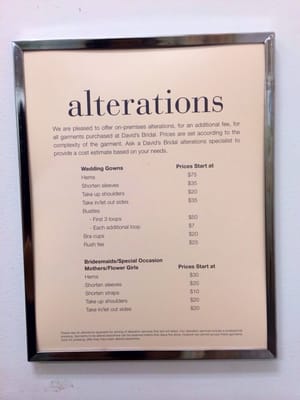 alterations
We are pleased to offer on-premises alterations, for an additional fee, for
all garments purchased at David's Bridal. Prices are set according to the
complexity of the garment. Ask a David's Bridal alterations specialist to
provide a cost estimate based on your needs.
Wedding Gowns Prices Start at
Hems $75
Shorten sleeves $35
Take up shoulders $20
Take in/let out sides $35
Bustles
- First 3 loops $50
- Each additional loop $7
Bra cups $20
Rush fee $25
Bridesmaids/Special Occasion
Mothers/Flower Girls Prices Start at
Hems $30
Shorten sleeves $20
Shorten straps $10
Take up shoulders $20
Take in/let out sides $20